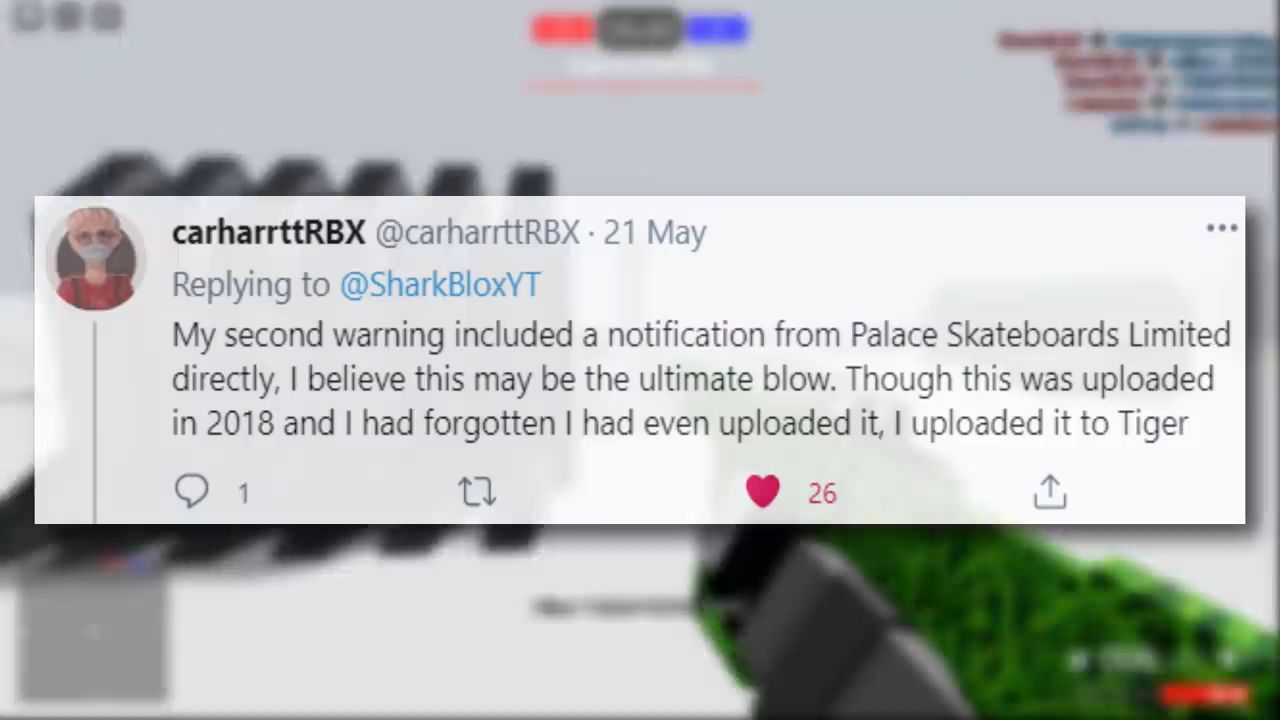 carharrttRBX @carharrttRBX · 21 May
Replying to @SharkBloxYT
My second warning included a notification from Palace Skateboards Limited
directly, I believe this may be the ultimate blow. Though this was uploaded
in 2018 and I had forgotten I had even uploaded it, I uploaded it to Tiger
1 26